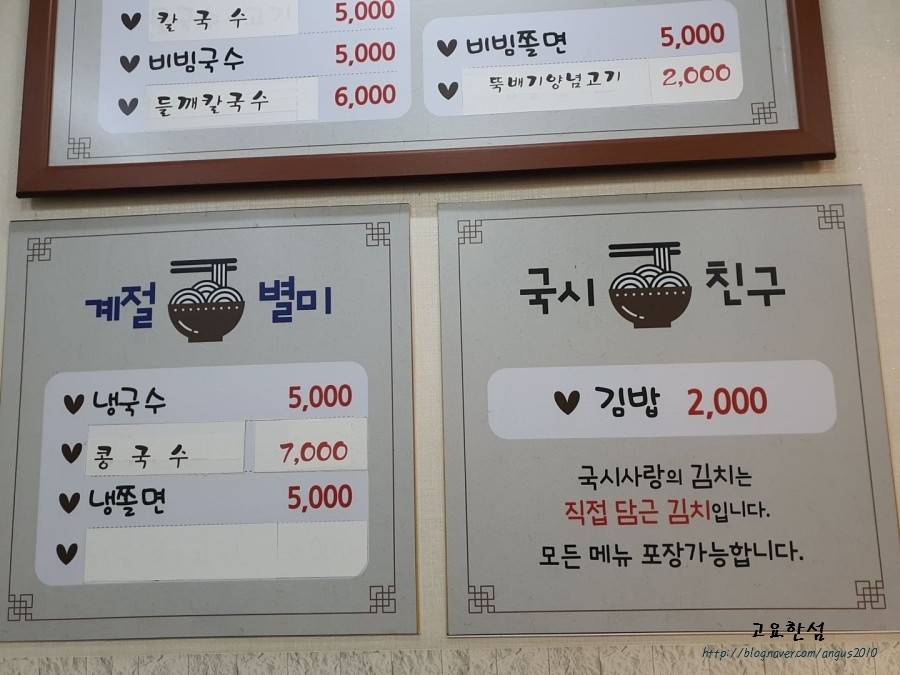 칼국수 5,000
비빔국수 5,000
들깨칼국수 6,000
비빔쫄면 5,000
뚝배기양념고기 2,000
계절 별미
냉국수 5,000
콩국수 7,000
냉쫄면 5,000
국시 친구
김밥 2,000
국시사랑의 김치는
직접 담근 김치입니다.
모든 메뉴 포장가능합니다.
고요한섬
http://blog.naver.com/angus2010